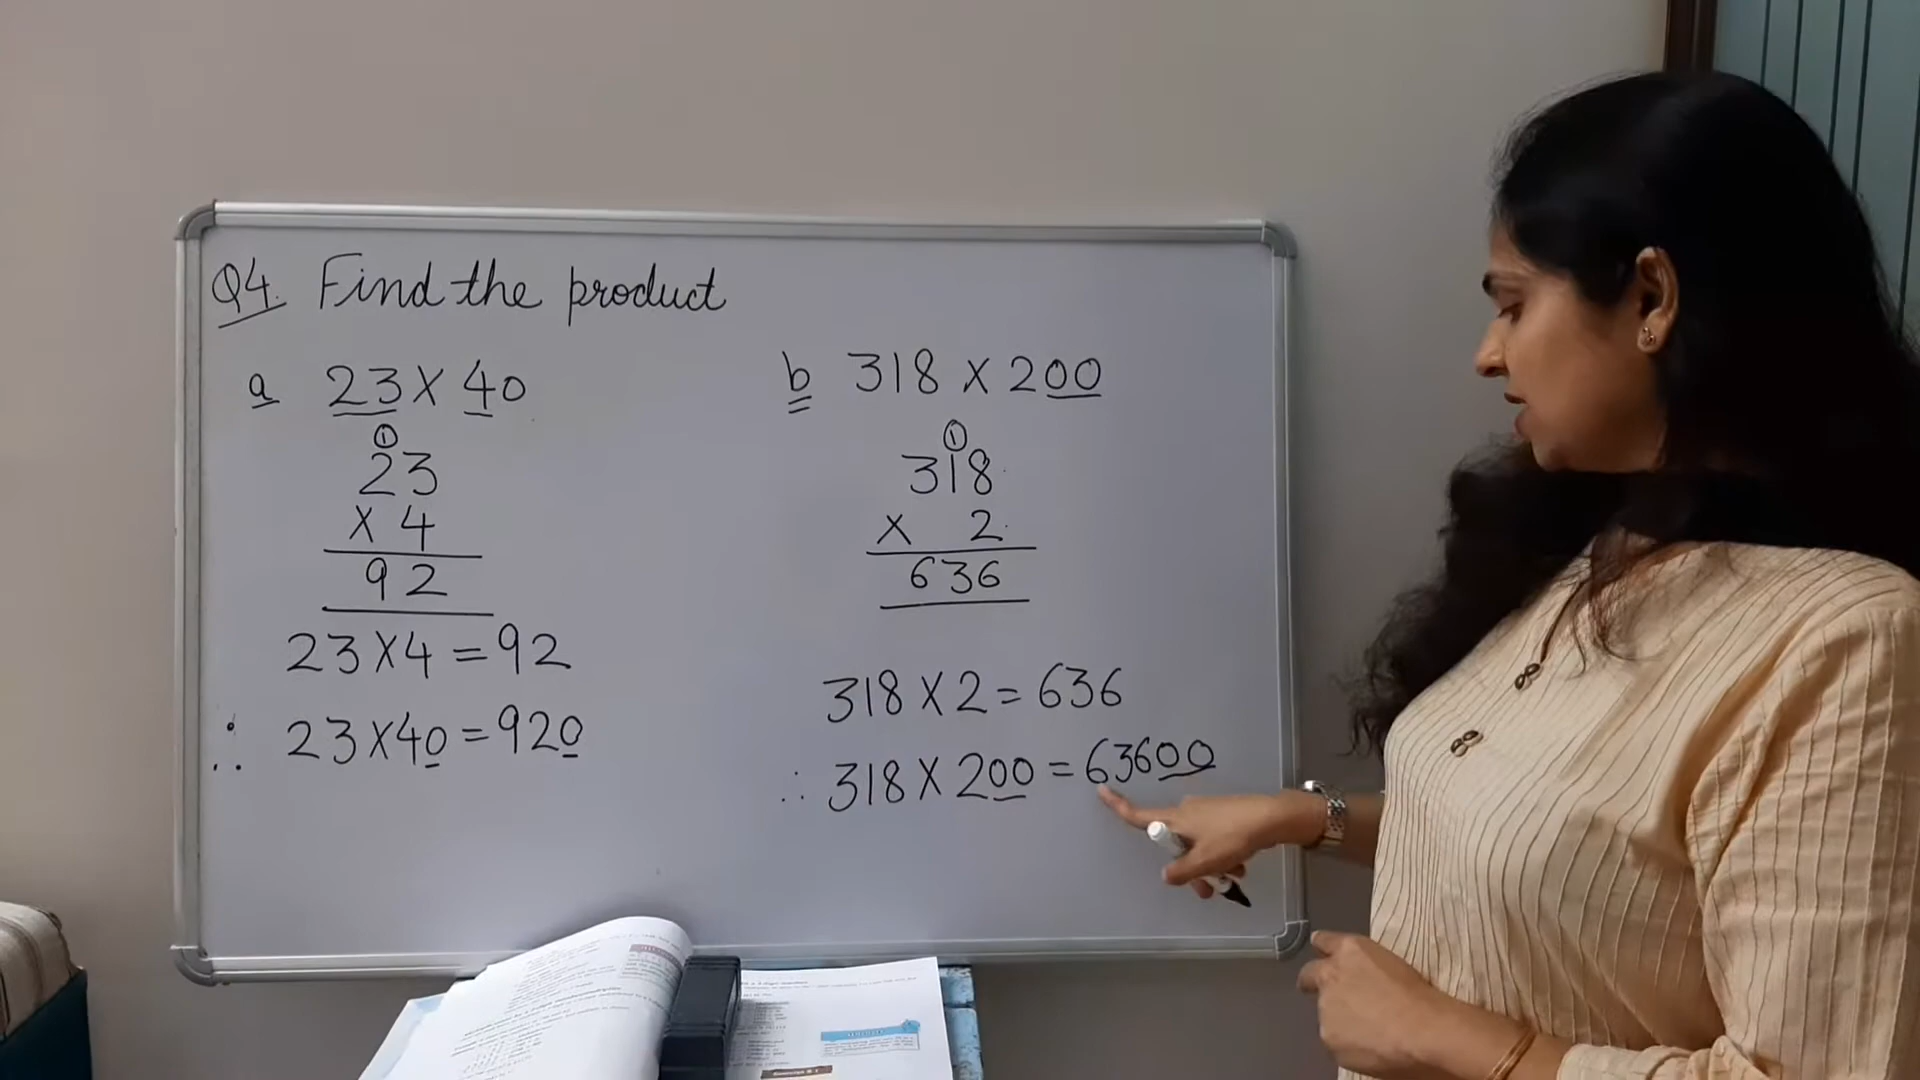 Q4. Find the product
a 23 X 40
①
23
X 4
92
23 X 4 = 92
∴ 23 X 40 = 920
b 318 X 200
①
318
X 2
636
318 X 2 = 636
∴ 318 X 200 = 63600